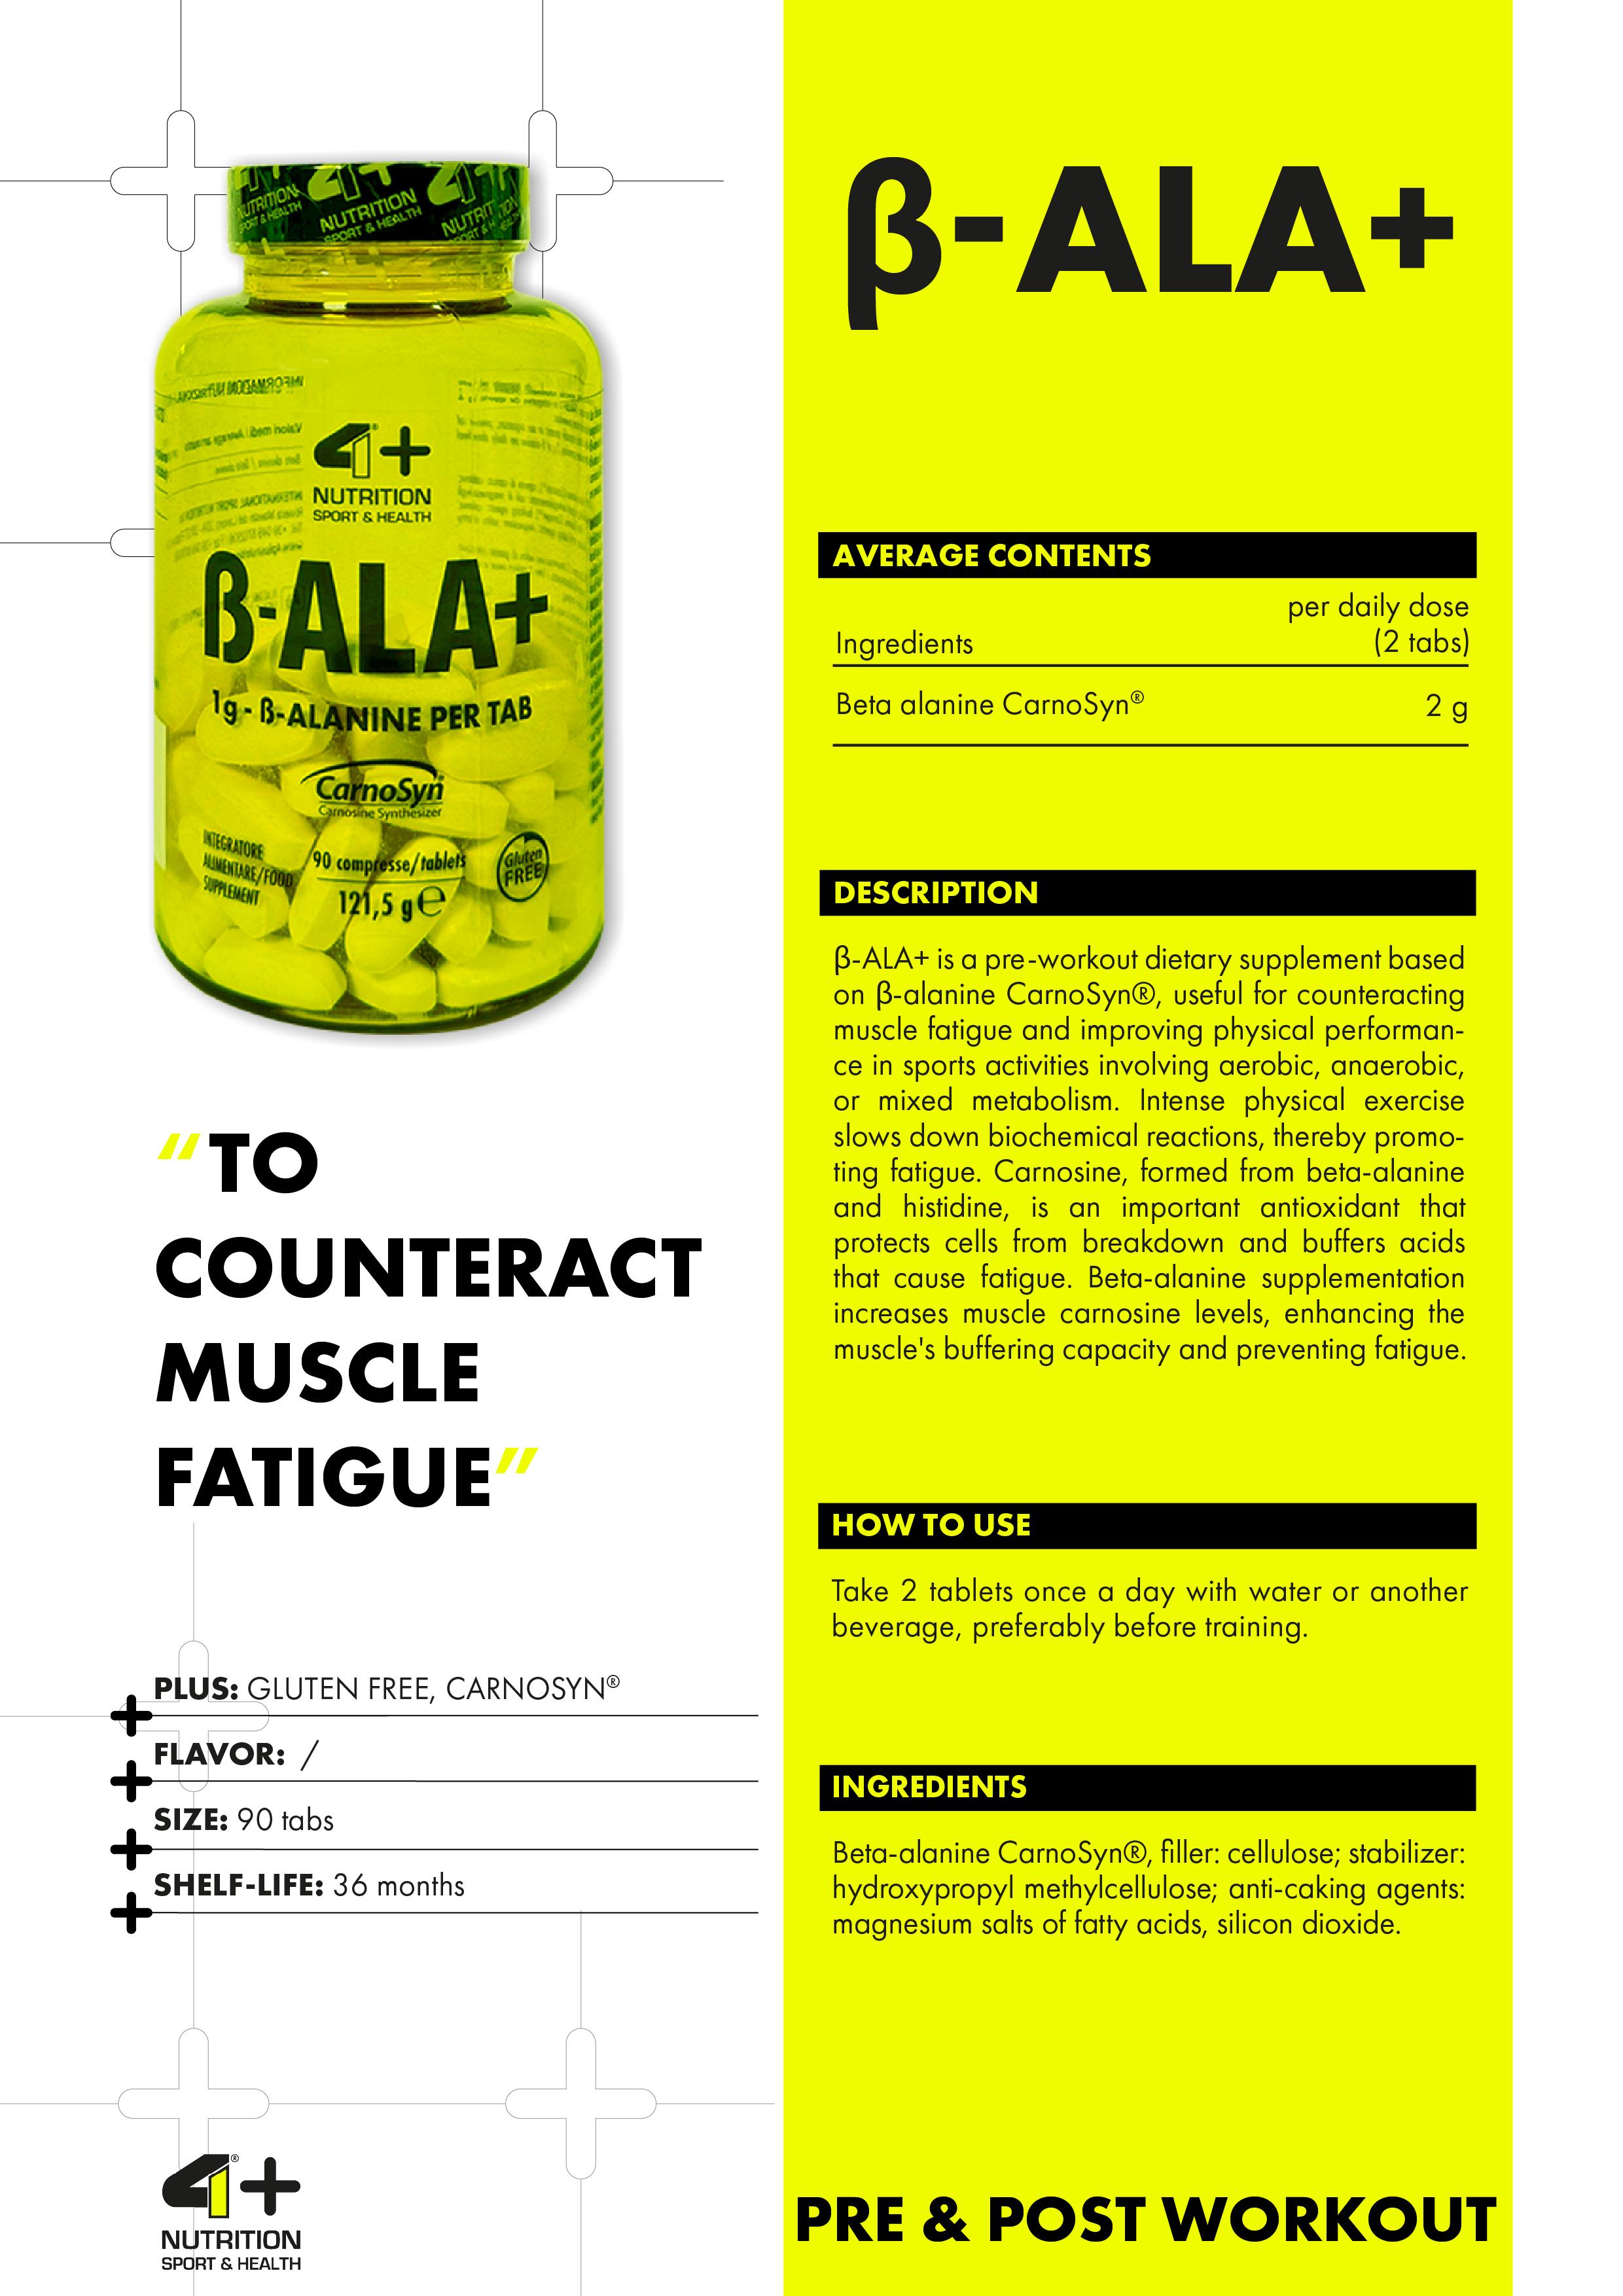 NUTRITION
SPORT & HEALTH
4+
NUTRITION
SPORT & HEALTH
ß-ALA+
1g - ß-ALANINE PER TAB
CarnoSyn®
Carnosine Synthesizer
INTEGRATORE
ALIMENTARE/FOOD
SUPPLEMENT
90 compresse/tablets
121,5 g e
Gluten
FREE
"TO
COUNTERACT
MUSCLE
FATIGUE"
PLUS: GLUTEN FREE, CARNOSYN®
FLAVOR: /
SIZE: 90 tabs
SHELF-LIFE: 36 months
4+®
NUTRITION
SPORT & HEALTH
β-ALA+
AVERAGE CONTENTS
per daily dose
Ingredients (2 tabs)
Beta alanine CarnoSyn® 2 g
DESCRIPTION
β-ALA+ is a pre-workout dietary supplement based
on β-alanine CarnoSyn®, useful for counteracting
muscle fatigue and improving physical performan-
ce in sports activities involving aerobic, anaerobic,
or mixed metabolism. Intense physical exercise
slows down biochemical reactions, thereby promo-
ting fatigue. Carnosine, formed from beta-alanine
and histidine, is an important antioxidant that
protects cells from breakdown and buffers acids
that cause fatigue. Beta-alanine supplementation
increases muscle carnosine levels, enhancing the
muscle's buffering capacity and preventing fatigue.
HOW TO USE
Take 2 tablets once a day with water or another
beverage, preferably before training.
INGREDIENTS
Beta-alanine CarnoSyn®, filler: cellulose; stabilizer:
hydroxypropyl methylcellulose; anti-caking agents:
magnesium salts of fatty acids, silicon dioxide.
PRE & POST WORKOUT